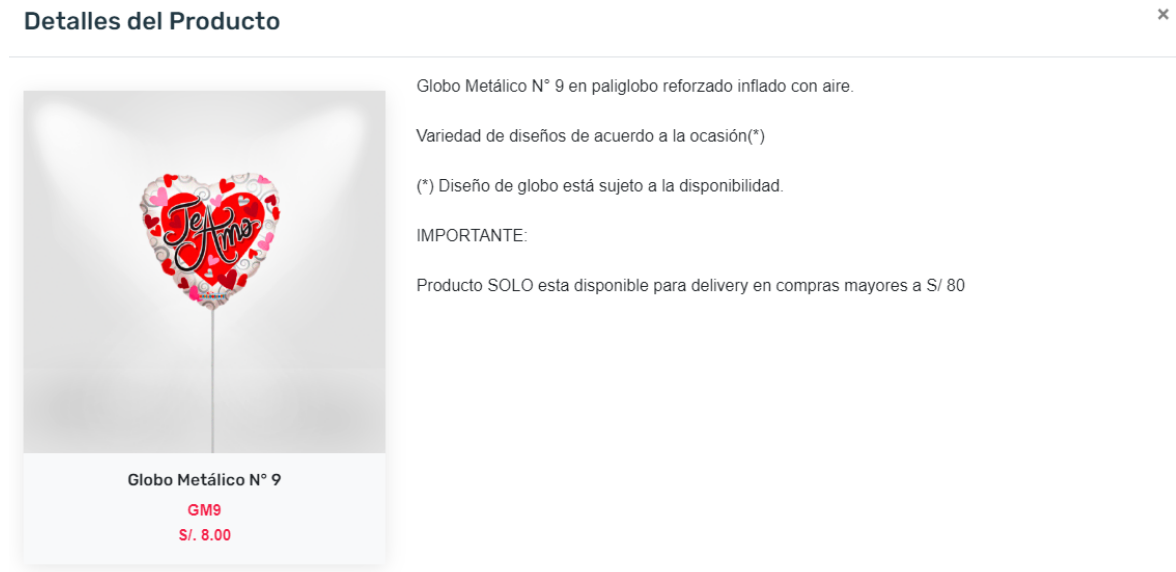 Detalles del Producto
×
Te
Amo
Globo Metálico N° 9
GM9
S/. 8.00
Globo Metálico N° 9 en paliglobo reforzado inflado con aire.
Variedad de diseños de acuerdo a la ocasión(*)
(*) Diseño de globo está sujeto a la disponibilidad.
IMPORTANTE:
Producto SOLO esta disponible para delivery en compras mayores a S/ 80